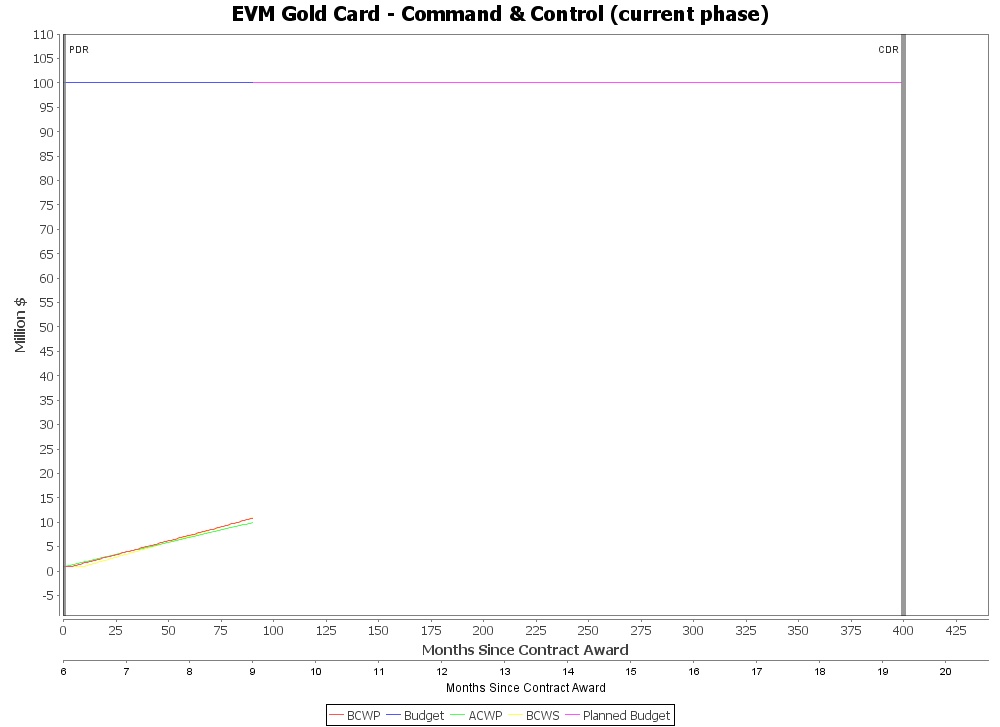 EVM Gold Card - Command & Control (current phase)
110
105
100
95
90
85
80
75
70
65
60
55
50
45
40
35
30
25
20
15
10
5
0
-5
Million $
PDR
CDR
0 25 50 75 100 125 150 175 200 225 250 275 300 325 350 375 400 425
Months Since Contract Award
6 7 8 9 10 11 12 13 14 15 16 17 18 19 20
Months Since Contract Award
BCWP Budget ACWP BCWS Planned Budget